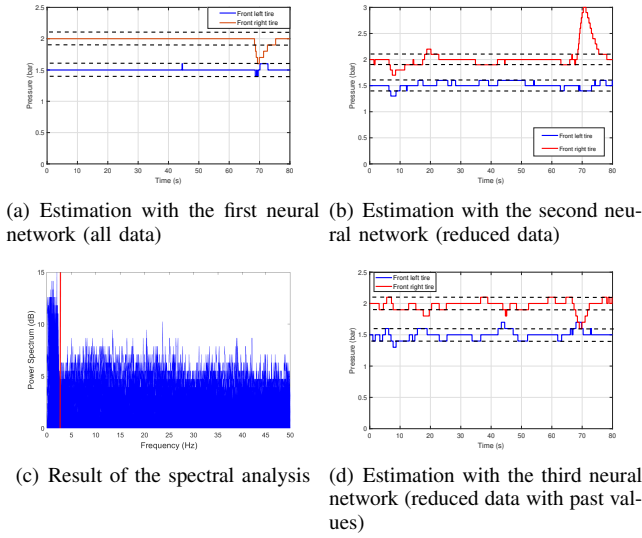 Front left tire
Front right tire
2.5
2
1.5
1
0.5
0
0 10 20 30 40 50 60 70 80
Pressure (bar)
Time (s)
3
2.5
2
1.5
1
0.5
0
0 10 20 30 40 50 60 70 80
Pressure (bar)
Time (s)
Front left tire
Front right tire
(a) Estimation with the first neural
network (all data)
(b) Estimation with the second neu-
ral network (reduced data)
15
10
5
0
0 5 10 15 20 25 30 35 40 45 50
Power Spectrum (dB)
Frequency (Hz)
Front left tire
Front right tire
2.5
2
1.5
1
0.5
0
0 10 20 30 40 50 60 70 80
Pressure (bar)
Time (s)
(c) Result of the spectral analysis
(d) Estimation with the third neural
network (reduced data with past val-
ues)